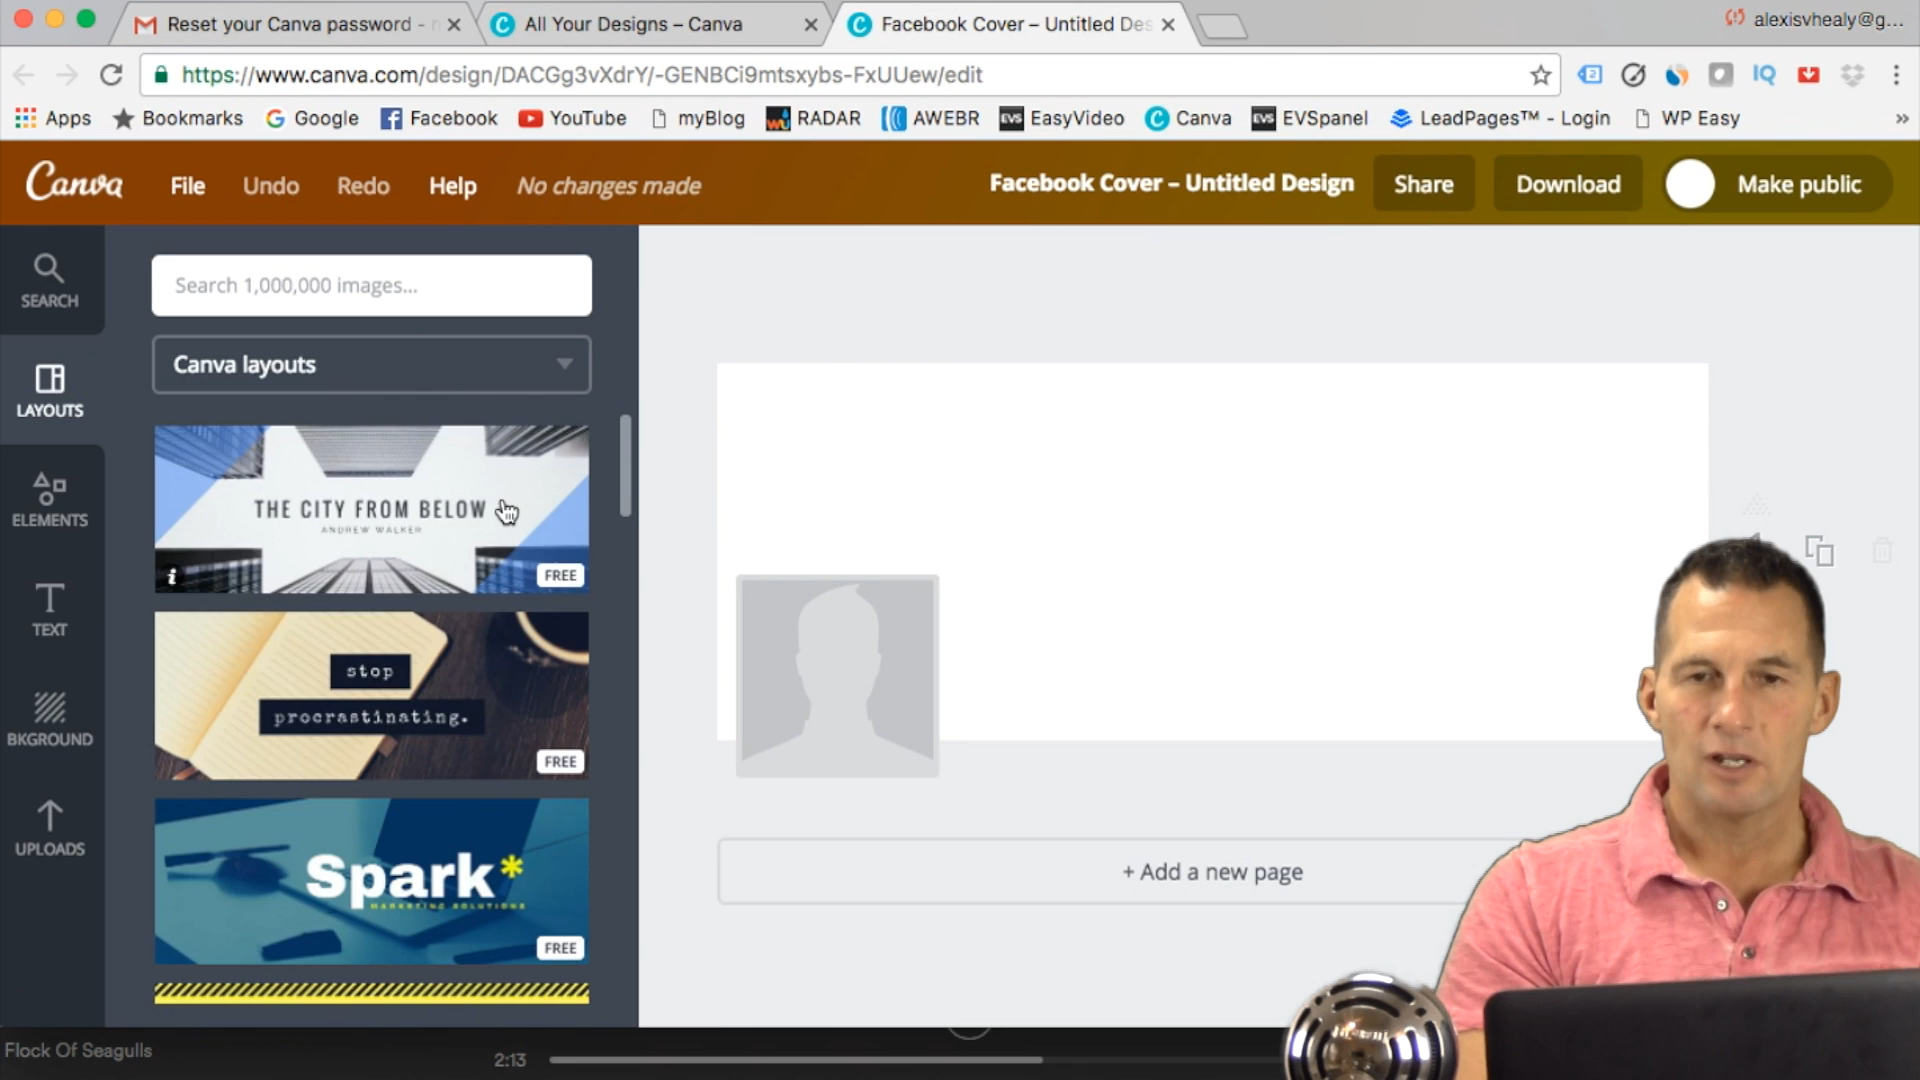 Reset your Canva password -
All Your Designs – Canva
Facebook Cover – Untitled Des
alexisvhealy@g...
https://www.canva.com/design/DACGg3vXdrY/-GENBCi9mtsxybs-FxUUew/edit
Apps
Bookmarks
Google
Facebook
YouTube
myBlog
RADAR
AWEBR
EVS EasyVideo
Canva
EVS EVSpanel
LeadPages™ - Login
WP Easy
»
Canva
File
Undo
Redo
Help
No changes made
Facebook Cover – Untitled Design
Share
Download
Make public
SEARCH
LAYOUTS
ELEMENTS
TEXT
BKGROUND
UPLOADS
Search 1,000,000 images...
Canva layouts
THE CITY FROM BELOW
ANDREW WALKER
FREE
stop
procrastinating.
FREE
Spark*
MARKETING SOLUTIONS
FREE
+ Add a new page
Flock Of Seagulls
2:13